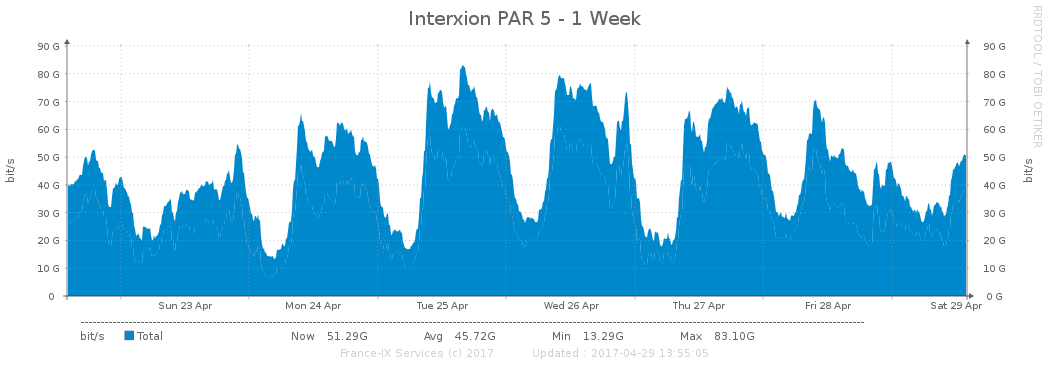 Interxion PAR 5 - 1 Week
RRDTOOL / TOBI OETIKER
bit/s
90 G
80 G
70 G
60 G
50 G
40 G
30 G
20 G
10 G
0
90 G
80 G
70 G
60 G
50 G
40 G
30 G
20 G
10 G
0 G
bit/s
Sun 23 Apr Mon 24 Apr Tue 25 Apr Wed 26 Apr Thu 27 Apr Fri 28 Apr Sat 29 Apr
bit/s Total Now 51.29G Avg 45.72G Min 13.29G Max 83.10G
France-IX Services (c) 2017 Updated : 2017-04-29 13:55:05